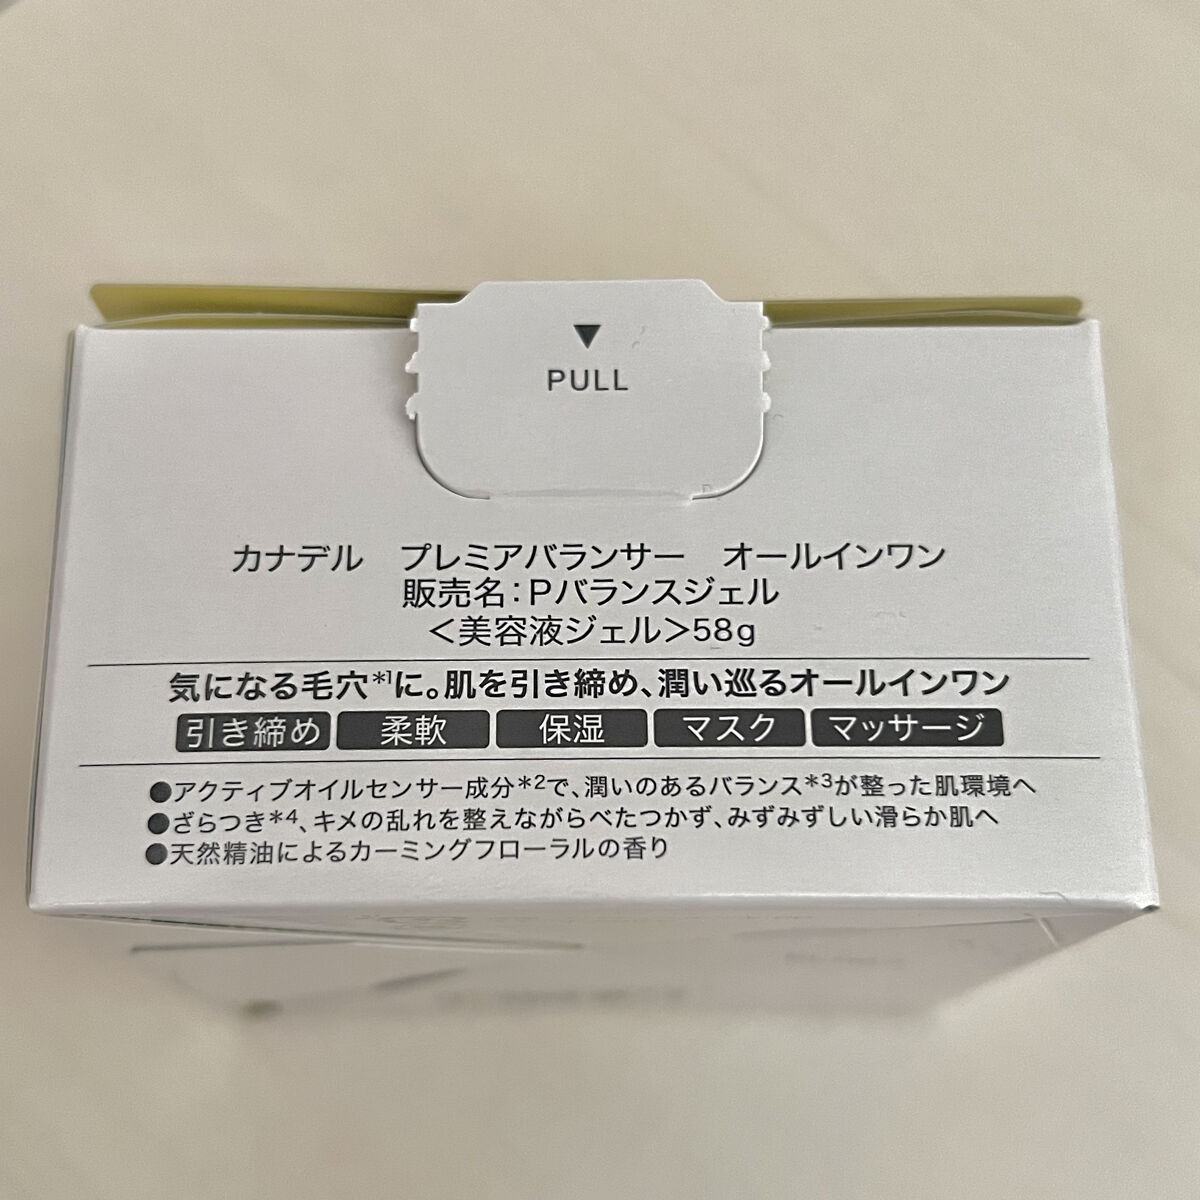 ▼
PULL
カナデル　プレミアバランサー　オールインワン
販売名：Pバランスジェル
＜美容液ジェル＞58g
気になる毛穴*1に。肌を引き締め、潤い巡るオールインワン
引き締め　柔軟　保湿　マスク　マッサージ
●アクティブオイルセンサー成分*2で、潤いのあるバランス*3が整った肌環境へ
●ざらつき*4、キメの乱れを整えながらべたつかず、みずみずしい滑らか肌へ
●天然精油によるカーミングフローラルの香り